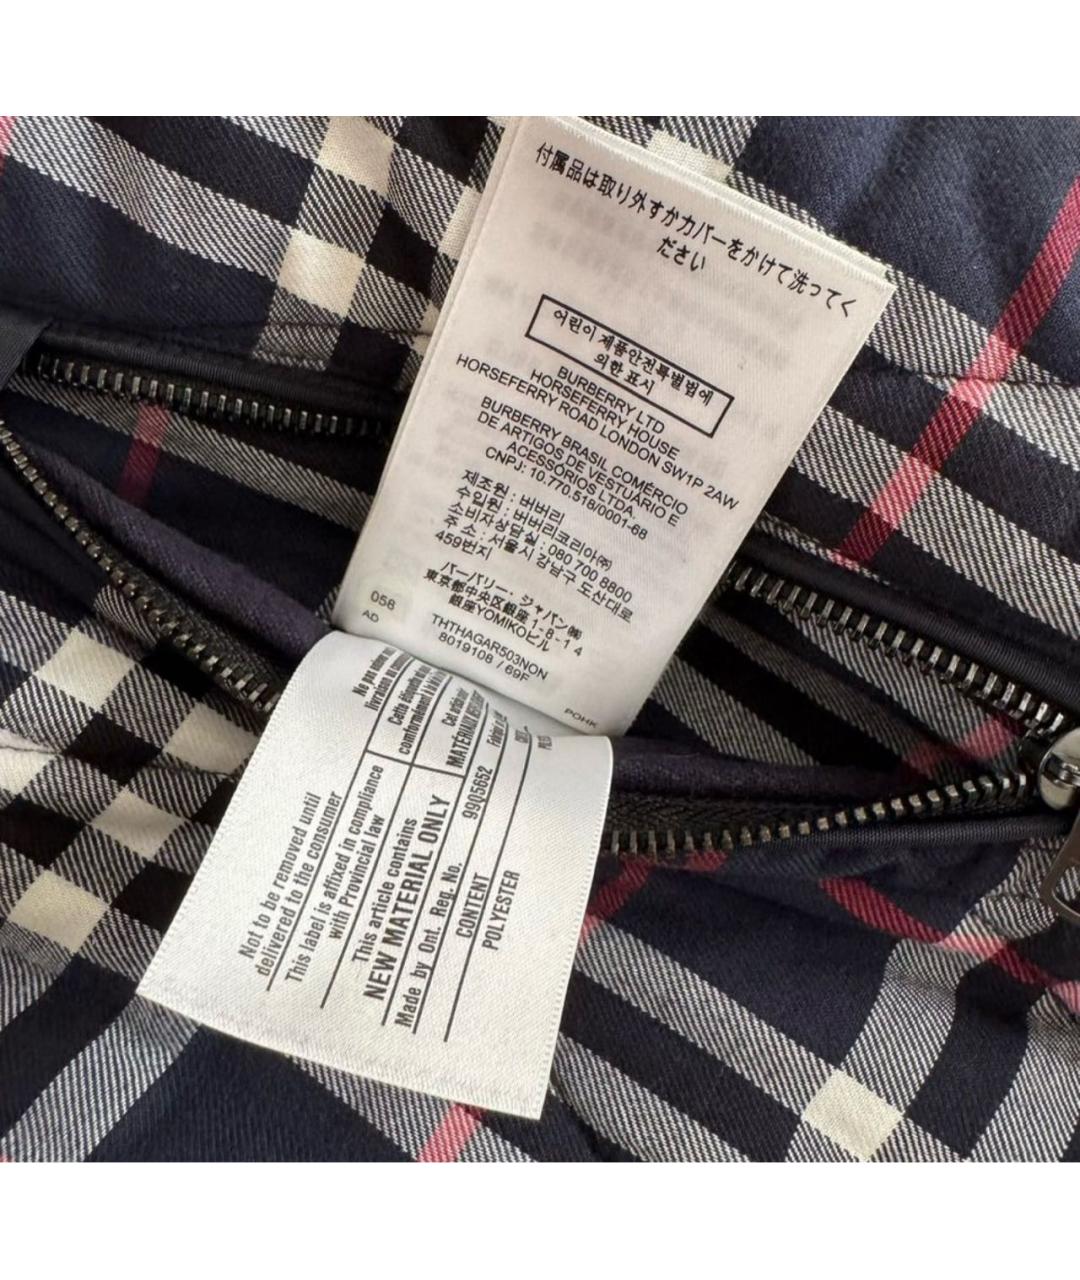 付属品は取り外すかカバーをかけて洗ってく
ださい
어린이 제품안전특별법에
의한 표시
BURBERRY LTD
HORSEFERRY HOUSE
HORSEFERRY ROAD LONDON SW1P 2AW
BURBERRY BRASIL COMÉRCIO
DE ARTIGOS DE VESTUÁRIO E
ACESSÓRIOS LTDA.
CNPJ: 10.770.518/0001-68
제조원 : 버버리
수입원 : 버버리코리아㈜
소비자상담실 : 080 700 8800
주 소 : 서울시 강남구 도산대로
459번지
バーバリー・ジャパン㈱
東京都中央区銀座1-8-14
銀座YOMIKOビル
THTHAGAR503NON
8019108 / 69F
058
AD
POHK
Not to be removed until
delivered to the consumer
This label is affixed in compliance
with Provincial law
This article contains
NEW MATERIAL ONLY
Made by Ont. Reg. No. 9905652
CONTENT
POLYESTER
Ne pas
Cette
MATÉRIAUX